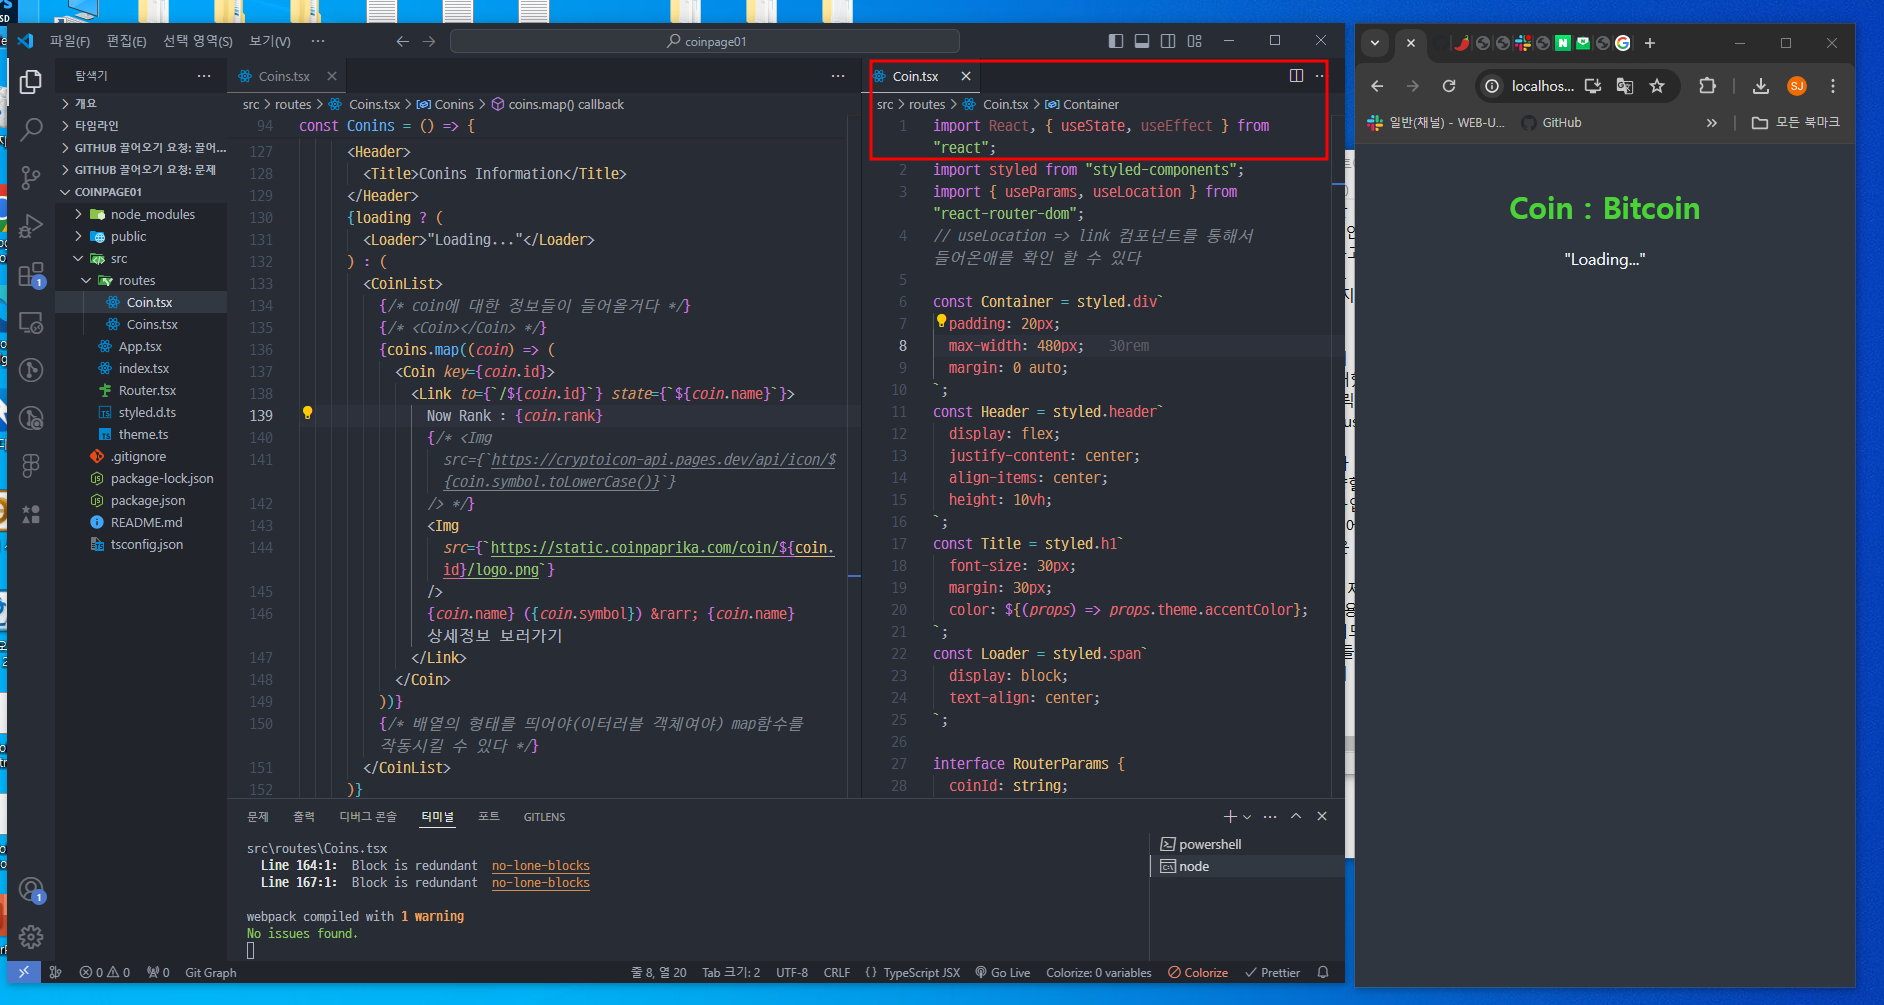 파일(F) 편집(E) 선택 영역(S) 보기(V) ··· coinpage01
탐색기 ···
개요
타임라인
GITHUB 끌어오기 요청: 끌어...
GITHUB 끌어오기 요청: 문제
COINPAGE01
node_modules
public
src
routes
Coin.tsx
Coins.tsx
App.tsx
index.tsx
Router.tsx
styled.d.ts
theme.ts
.gitignore
package-lock.json
package.json
README.md
tsconfig.json
Coins.tsx
src > routes > Coins.tsx > Conins > coins.map() callback
94 const Conins = () => {
127 <Header>
128 <Title>Conins Information</Title>
129 </Header>
130 {loading ? (
131 <Loader>"Loading..."</Loader>
132 ) : (
133 <CoinList>
134 {/* coin에 대한 정보들이 들어올거다 */}
135 {/* <Coin></Coin> */}
136 {coins.map((coin) => (
137 <Coin key={coin.id}>
138 <Link to={`/${coin.id}`} state={`${coin.name}`}>
139 Now Rank : {coin.rank}
140 {/* <Img
141 src={`https://cryptoicon-api.pages.dev/api/icon/$
{coin.symbol.toLowerCase()}`}
142 /> */}
143 <Img
144 src={`https://static.coinpaprika.com/coin/${coin.
id}/logo.png`}
145 />
146 {coin.name} ({coin.symbol}) &rarr; {coin.name}
상세정보 보러가기
147 </Link>
148 </Coin>
149 ))}
150 {/* 배열의 형태를 띄어야(이터러블 객체여야) map함수를
작동시킬 수 있다 */}
151 </CoinList>
152 )}
Coin.tsx
src > routes > Coin.tsx > Container
1 import React, { useState, useEffect } from
"react";
2 import styled from "styled-components";
3 import { useParams, useLocation } from
"react-router-dom";
4 // useLocation => link 컴포넌트를 통해서
들어온애를 확인 할 수 있다
5
6 const Container = styled.div`
7 padding: 20px;
8 max-width: 480px; 30rem
9 margin: 0 auto;
10 `;
11 const Header = styled.header`
12 display: flex;
13 justify-content: center;
14 align-items: center;
15 height: 10vh;
16 `;
17 const Title = styled.h1`
18 font-size: 30px;
19 margin: 30px;
20 color: ${(props) => props.theme.accentColor};
21 `;
22 const Loader = styled.span`
23 display: block;
24 text-align: center;
25 `;
26
27 interface RouterParams {
28 coinId: string;
문제 출력 디버그 콘솔 터미널 포트 GITLENS
src\routes\Coins.tsx
Line 164:1: Block is redundant no-lone-blocks
Line 167:1: Block is redundant no-lone-blocks
webpack compiled with 1 warning
No issues found.
powershell
node
0 0 0 Git Graph 줄 8, 열 20 Tab 크기: 2 UTF-8 CRLF {} TypeScript JSX Go Live Colorize: 0 variables Colorize Prettier
localhos... SJ
일반(채널) - WEB-U... GitHub » 모든 북마크
Coin : Bitcoin
"Loading..."